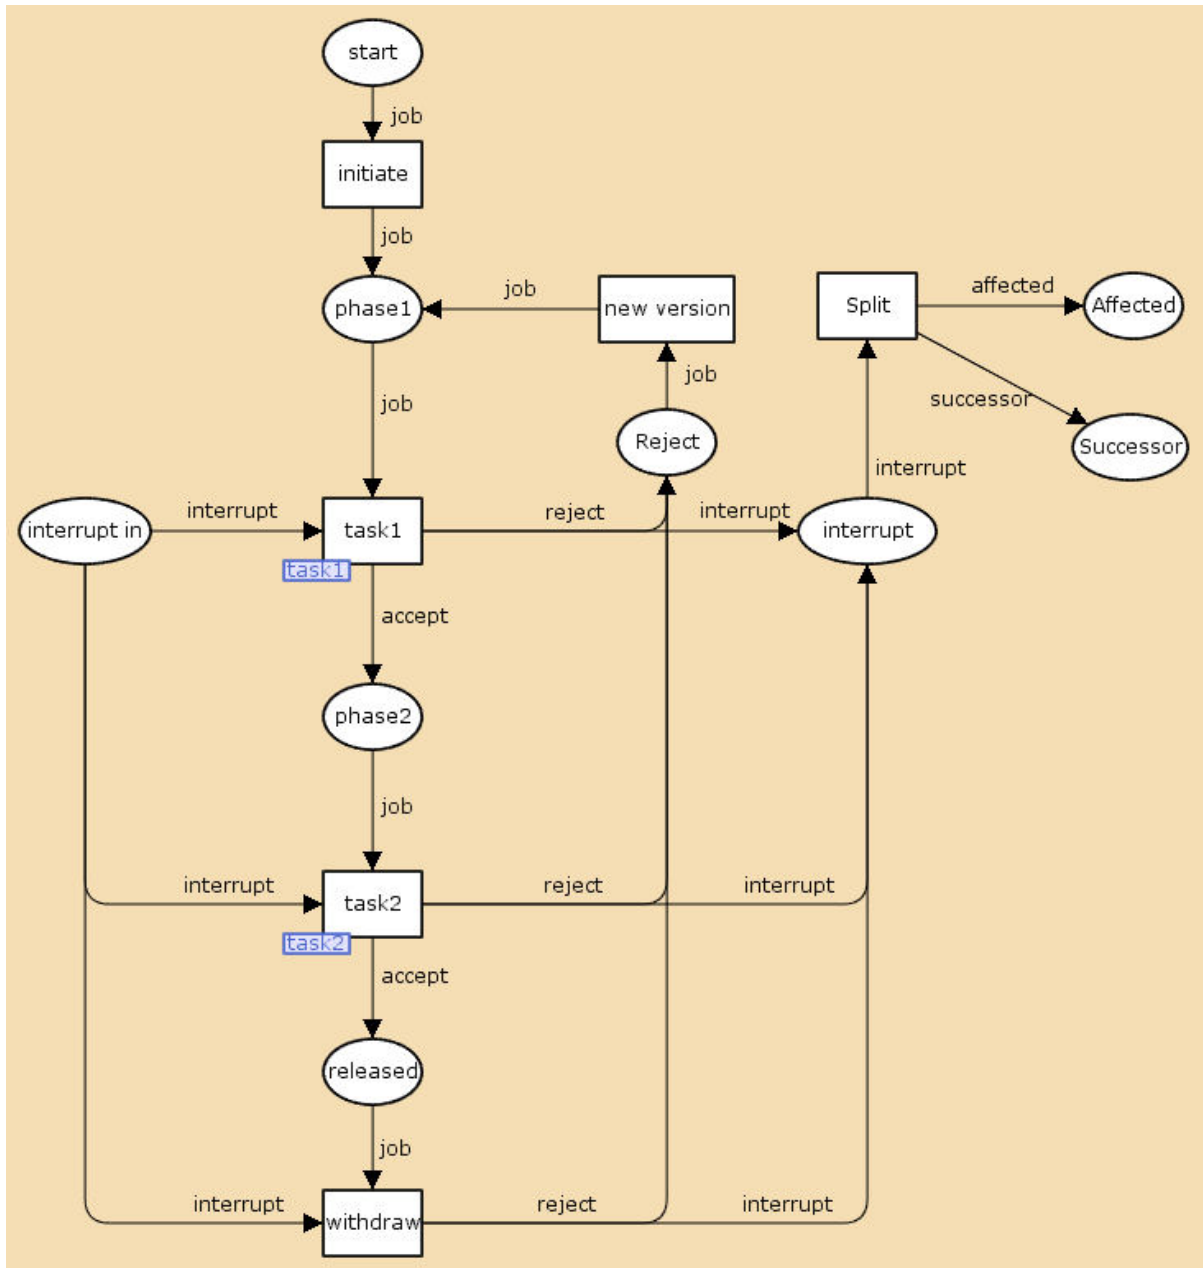 start
job
initiate
job
phase1
job
new version
Split
affected
Affected
job
job
Reject
successor
Successor
interrupt
interrupt in
interrupt
task1
reject
interrupt
interrupt
task1
accept
phase2
job
interrupt
task2
reject
interrupt
task2
accept
released
job
interrupt
withdraw
reject
interrupt